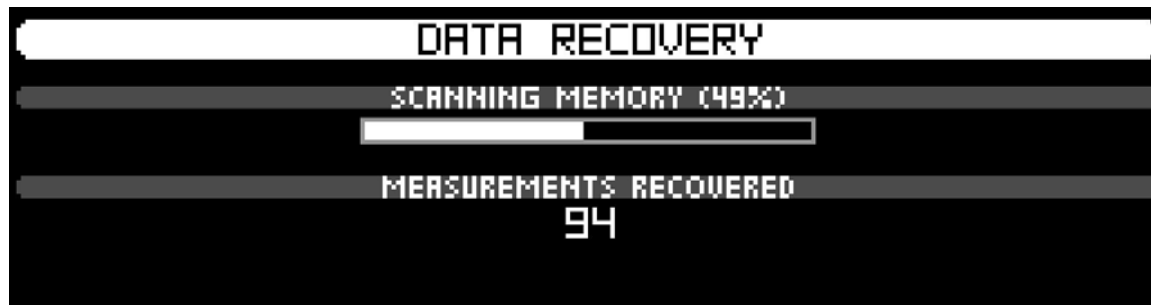 DATA RECOVERY
SCANNING MEMORY (49%)
MEASUREMENTS RECOVERED
94